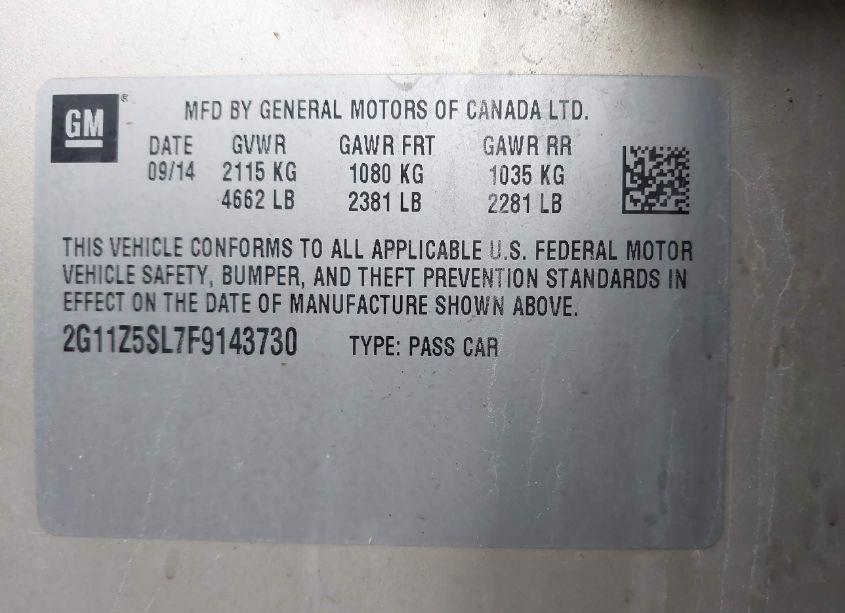 GM ®
MFD BY GENERAL MOTORS OF CANADA LTD.
DATE GVWR GAWR FRT GAWR RR
09/14 2115 KG 1080 KG 1035 KG
4662 LB 2381 LB 2281 LB
THIS VEHICLE CONFORMS TO ALL APPLICABLE U.S. FEDERAL MOTOR
VEHICLE SAFETY, BUMPER, AND THEFT PREVENTION STANDARDS IN
EFFECT ON THE DATE OF MANUFACTURE SHOWN ABOVE.
2G11Z5SL7F9143730 TYPE: PASS CAR